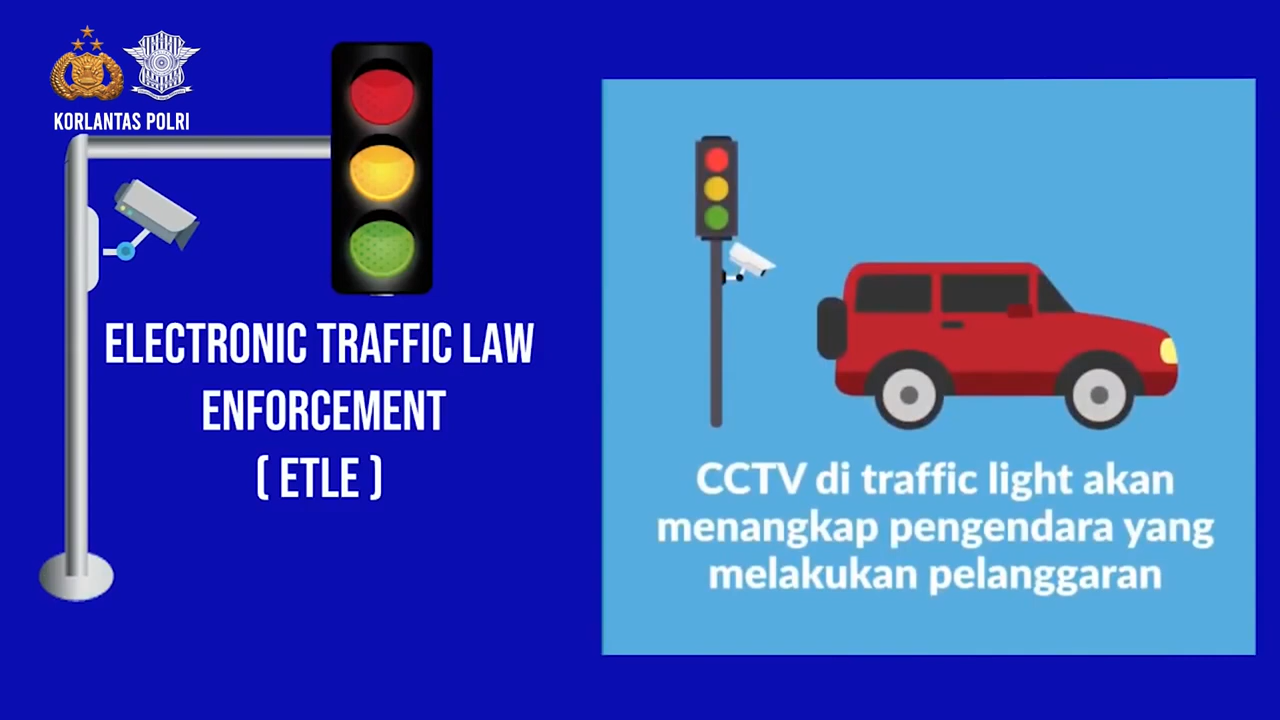 KORLANTAS POLRI
ELECTRONIC TRAFFIC LAW
ENFORCEMENT
( ETLE )
CCTV di traffic light akan
menangkap pengendara yang
melakukan pelanggaran